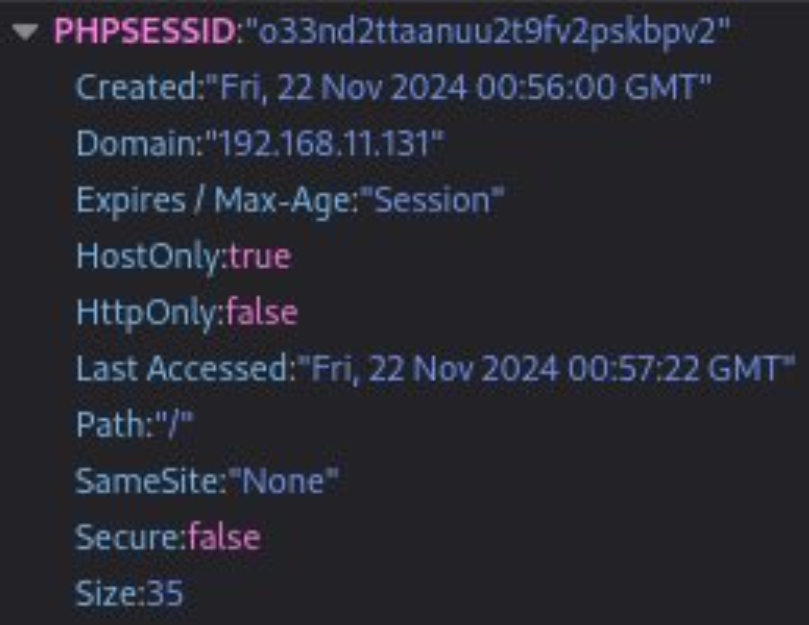 PHPSESSID:"o33nd2ttaanuu2t9fv2pskbpv2"
Created:"Fri, 22 Nov 2024 00:56:00 GMT"
Domain:"192.168.11.131"
Expires / Max-Age:"Session"
HostOnly:true
HttpOnly:false
Last Accessed:"Fri, 22 Nov 2024 00:57:22 GMT"
Path:"/"
SameSite:"None"
Secure:false
Size:35